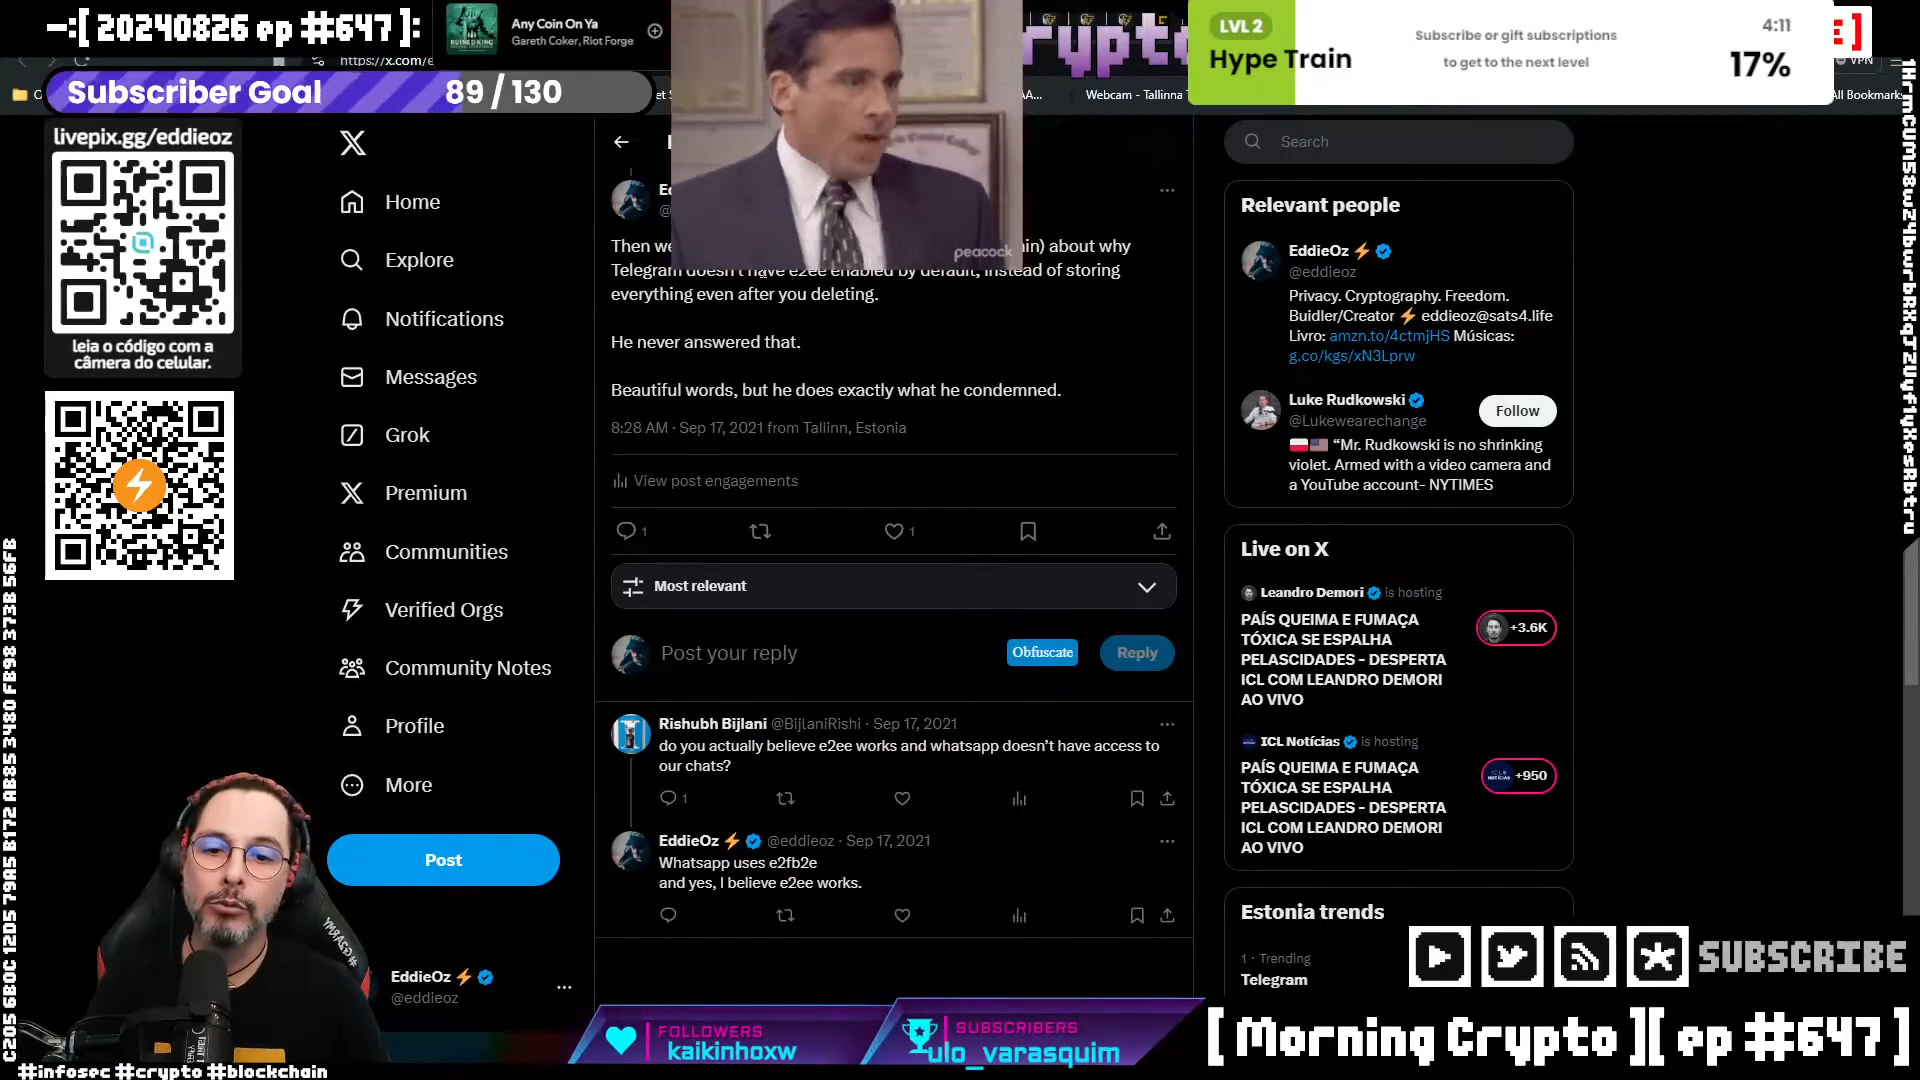 -:[ 20240826 ep #647 ]:
Any Coin On Ya
Gareth Coker, Riot Forge
https://x.com/e
Subscriber Goal 89 / 130
Webcam - Tallinna
LVL 2
Hype Train
Subscribe or gift subscriptions
to get to the next level
4:11
17%
VPN
All Bookmarks
livepix.gg/eddieoz
leia o código com a
câmera do celular.
Home
Explore
Notifications
Messages
Grok
Premium
Communities
Verified Orgs
Community Notes
Profile
More
Post
EddieOz
@eddieoz
peacock
Then we
in) about why
Telegram doesn't have e2ee enabled by default, instead of storing
everything even after you deleting.
He never answered that.
Beautiful words, but he does exactly what he condemned.
8:28 AM · Sep 17, 2021 from Tallinn, Estonia
View post engagements
1
1
Most relevant
Post your reply
Obfuscate
Reply
Rishubh Bijlani @BijlaniRishi · Sep 17, 2021
do you actually believe e2ee works and whatsapp doesn't have access to
our chats?
1
EddieOz @eddieoz · Sep 17, 2021
Whatsapp uses e2fb2e
and yes, I believe e2ee works.
Search
Relevant people
EddieOz
@eddieoz
Privacy. Cryptography. Freedom.
Buidler/Creator ⚡ eddieoz@sats4.life
Livro: amzn.to/4ctmjHS Músicas:
g.co/kgs/xN3Lprw
Luke Rudkowski
@Lukewearechange
Follow
"Mr. Rudkowski is no shrinking
violet. Armed with a video camera and
a YouTube account- NYTIMES
Live on X
Leandro Demori is hosting
PAÍS QUEIMA E FUMAÇA
TÓXICA SE ESPALHA
PELASCIDADES - DESPERTA
ICL COM LEANDRO DEMORI
AO VIVO
+3.6K
ICL Notícias is hosting
PAÍS QUEIMA E FUMAÇA
TÓXICA SE ESPALHA
PELASCIDADES - DESPERTA
ICL COM LEANDRO DEMORI
AO VIVO
+950
Estonia trends
1 · Trending
Telegram
SUBSCRIBE
FOLLOWERS
kaikinhoxw
SUBSCRIBERS
ulo_varasquim
[ Morning Crypto ][ ep #647 ]
#infosec #crypto #blockchain
C205 6B0C 12D5 79A5 B172 AB85 3480 FB98 373B 56FB